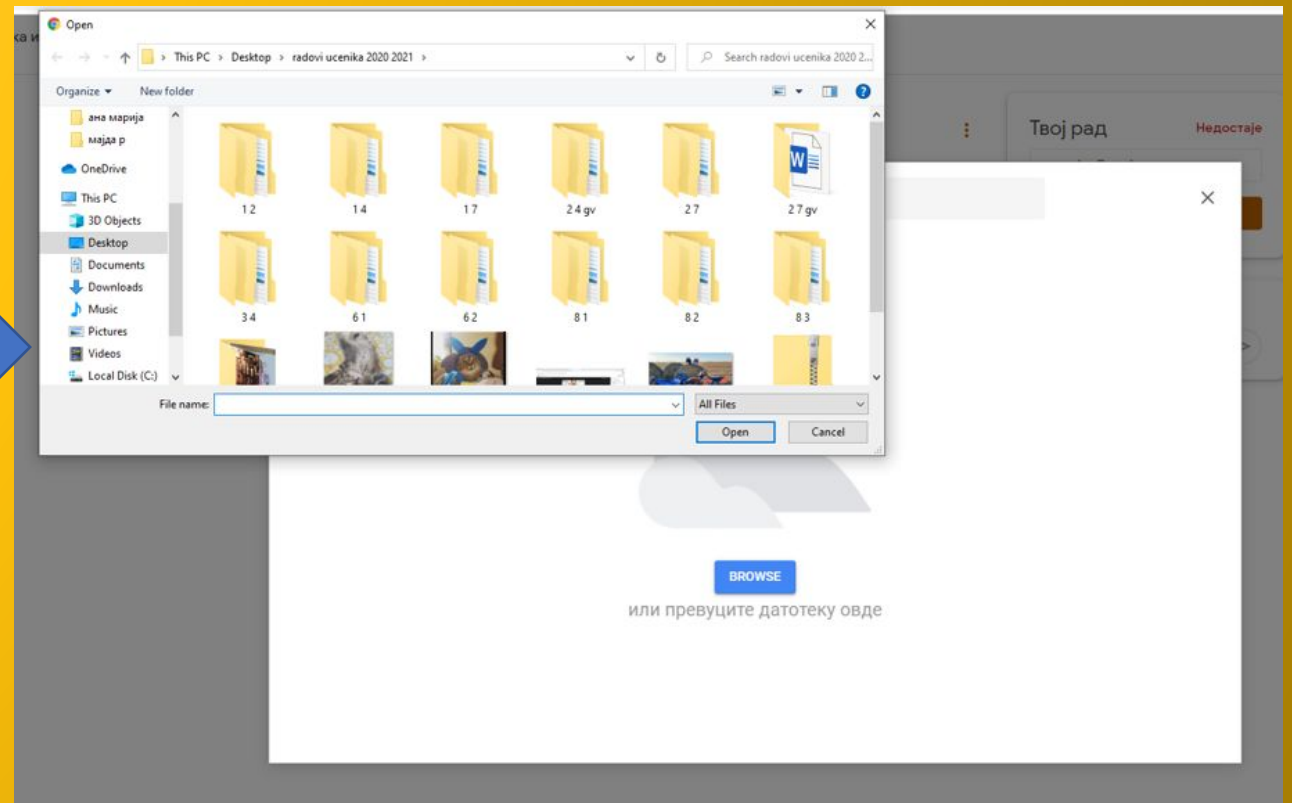 Open
ка и
This PC > Desktop > radovi ucenika 2020 2021 >
Search radovi ucenika 2020 2...
Organize
New folder
ана марија
мајда р
OneDrive
This PC
3D Objects
Desktop
Documents
Downloads
Music
Pictures
Videos
Local Disk (C:)
1 2
1 4
1 7
2 4 gv
2 7
2 7 gv
3 4
6 1
6 2
8 1
8 2
8 3
File name:
All Files
Open
Cancel
Твој рад
Недостаје
BROWSE
или превуците датотеку овде